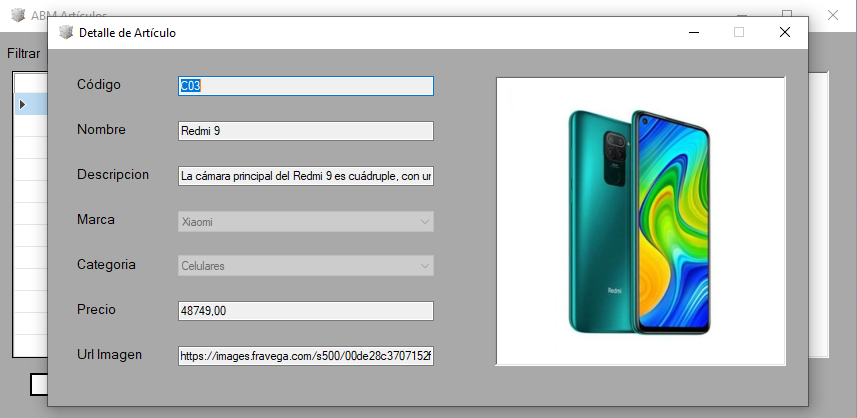 ABM Artículos
Detalle de Artículo
Filtrar
Código
C03
Nombre
Redmi 9
Descripcion
La cámara principal del Redmi 9 es cuádruple, con
Marca
Xiaomi
Categoria
Celulares
Precio
48749,00
Url Imagen
https://images.fravega.com/s500/00de28c3707152f
Redmi